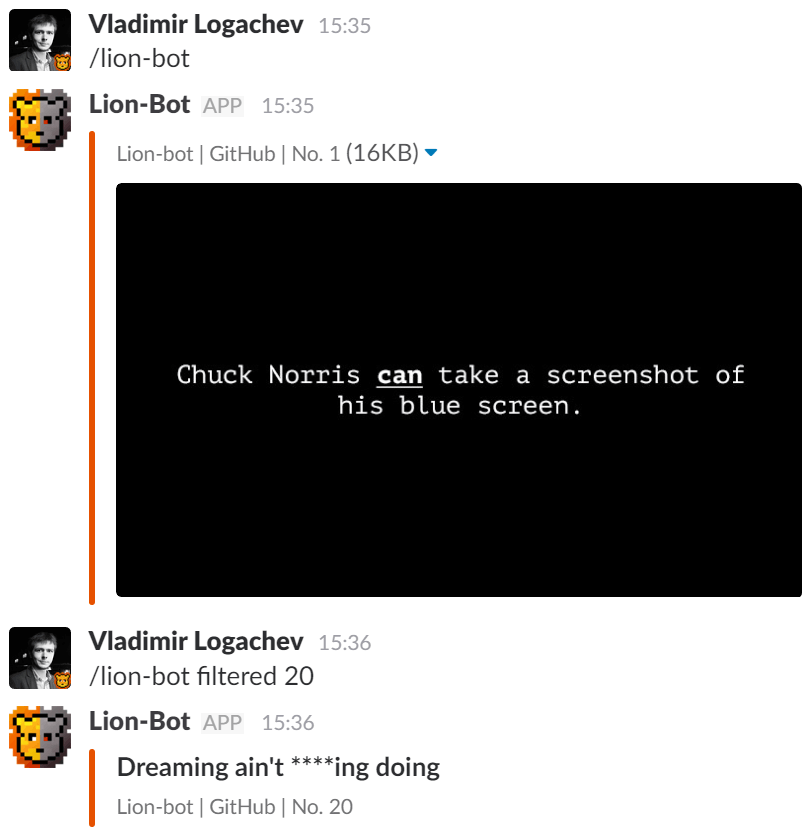 Vladimir Logachev 15:35
/lion-bot
Lion-Bot APP 15:35
Lion-bot | GitHub | No. 1 (16KB)
Chuck Norris can take a screenshot of
his blue screen.
Vladimir Logachev 15:36
/lion-bot filtered 20
Lion-Bot APP 15:36
Dreaming ain't ****ing doing
Lion-bot | GitHub | No. 20